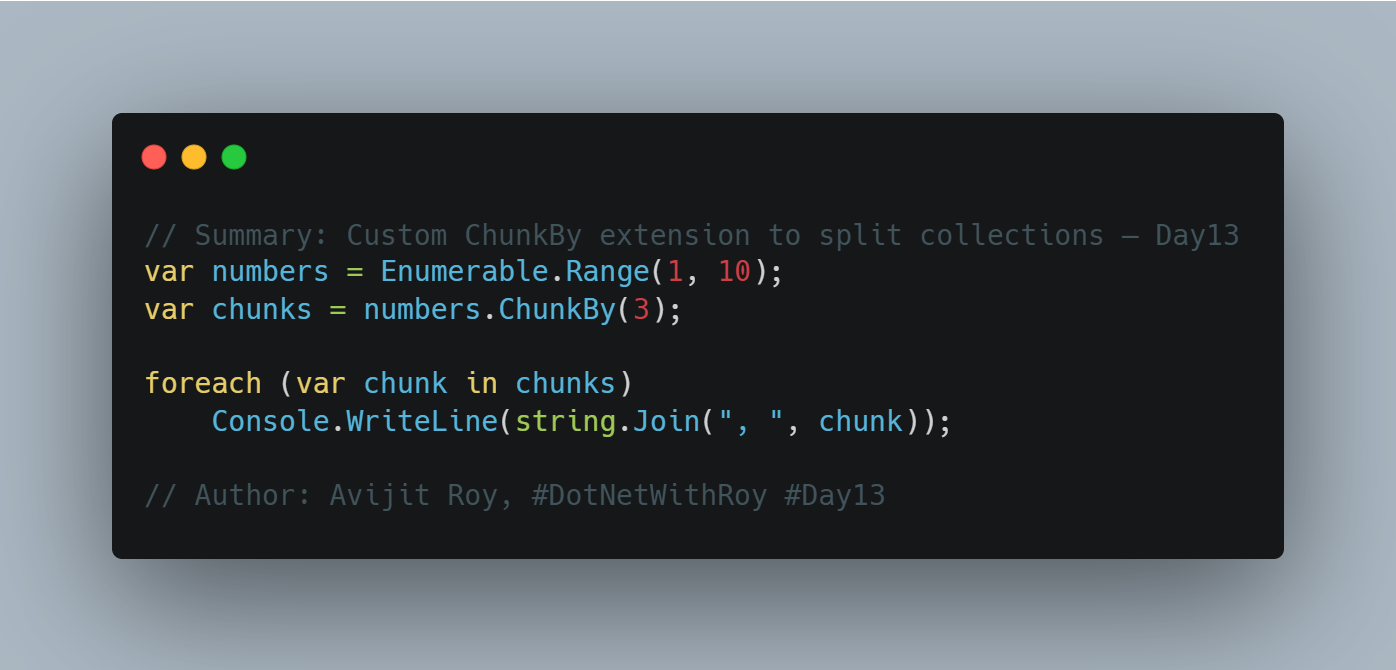 // Summary: Custom ChunkBy extension to split collections – Day13
var numbers = Enumerable.Range(1, 10);
var chunks = numbers.ChunkBy(3);
foreach (var chunk in chunks)
    Console.WriteLine(string.Join(", ", chunk));
// Author: Avijit Roy, #DotNetWithRoy #Day13